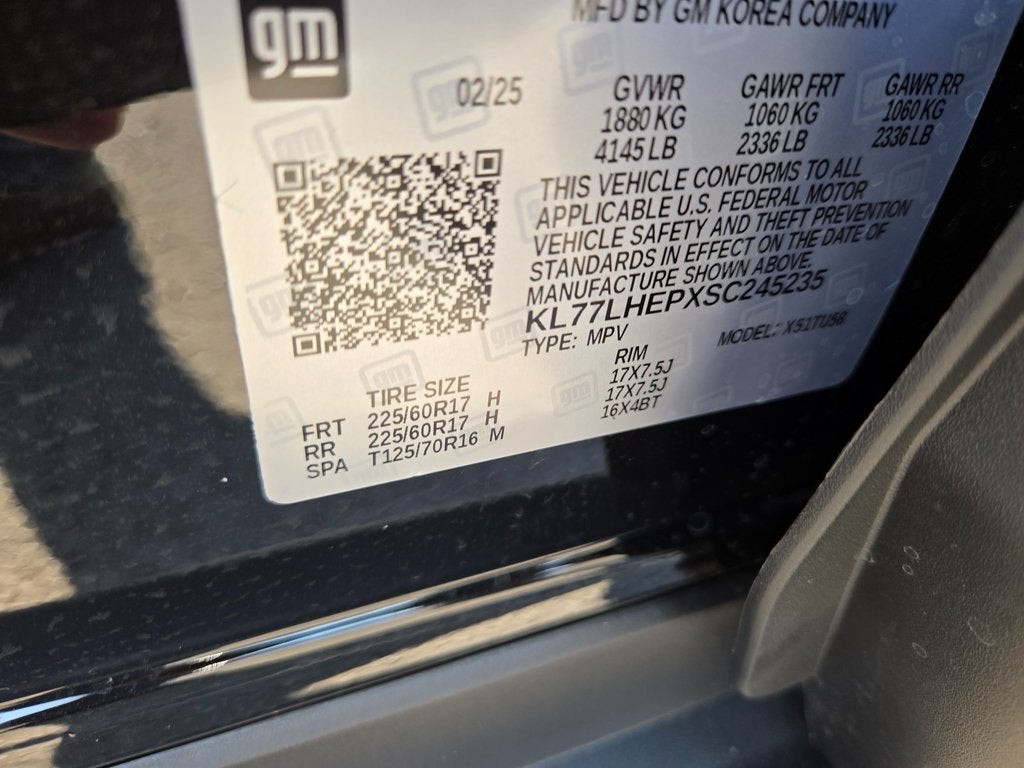 gm
MFD BY GM KOREA COMPANY
02/25 GVWR GAWR FRT GAWR RR
1880 KG 1060 KG 1060 KG
4145 LB 2336 LB 2336 LB
THIS VEHICLE CONFORMS TO ALL
APPLICABLE U.S. FEDERAL MOTOR
VEHICLE SAFETY AND THEFT PREVENTION
STANDARDS IN EFFECT ON THE DATE OF
MANUFACTURE SHOWN ABOVE.
KL77LHEPXSC245235
TYPE: MPV MODEL: X51TU58
TIRE SIZE RIM
FRT 225/60R17 H 17X7.5J
RR 225/60R17 H 17X7.5J
SPA T125/70R16 M 16X4BT